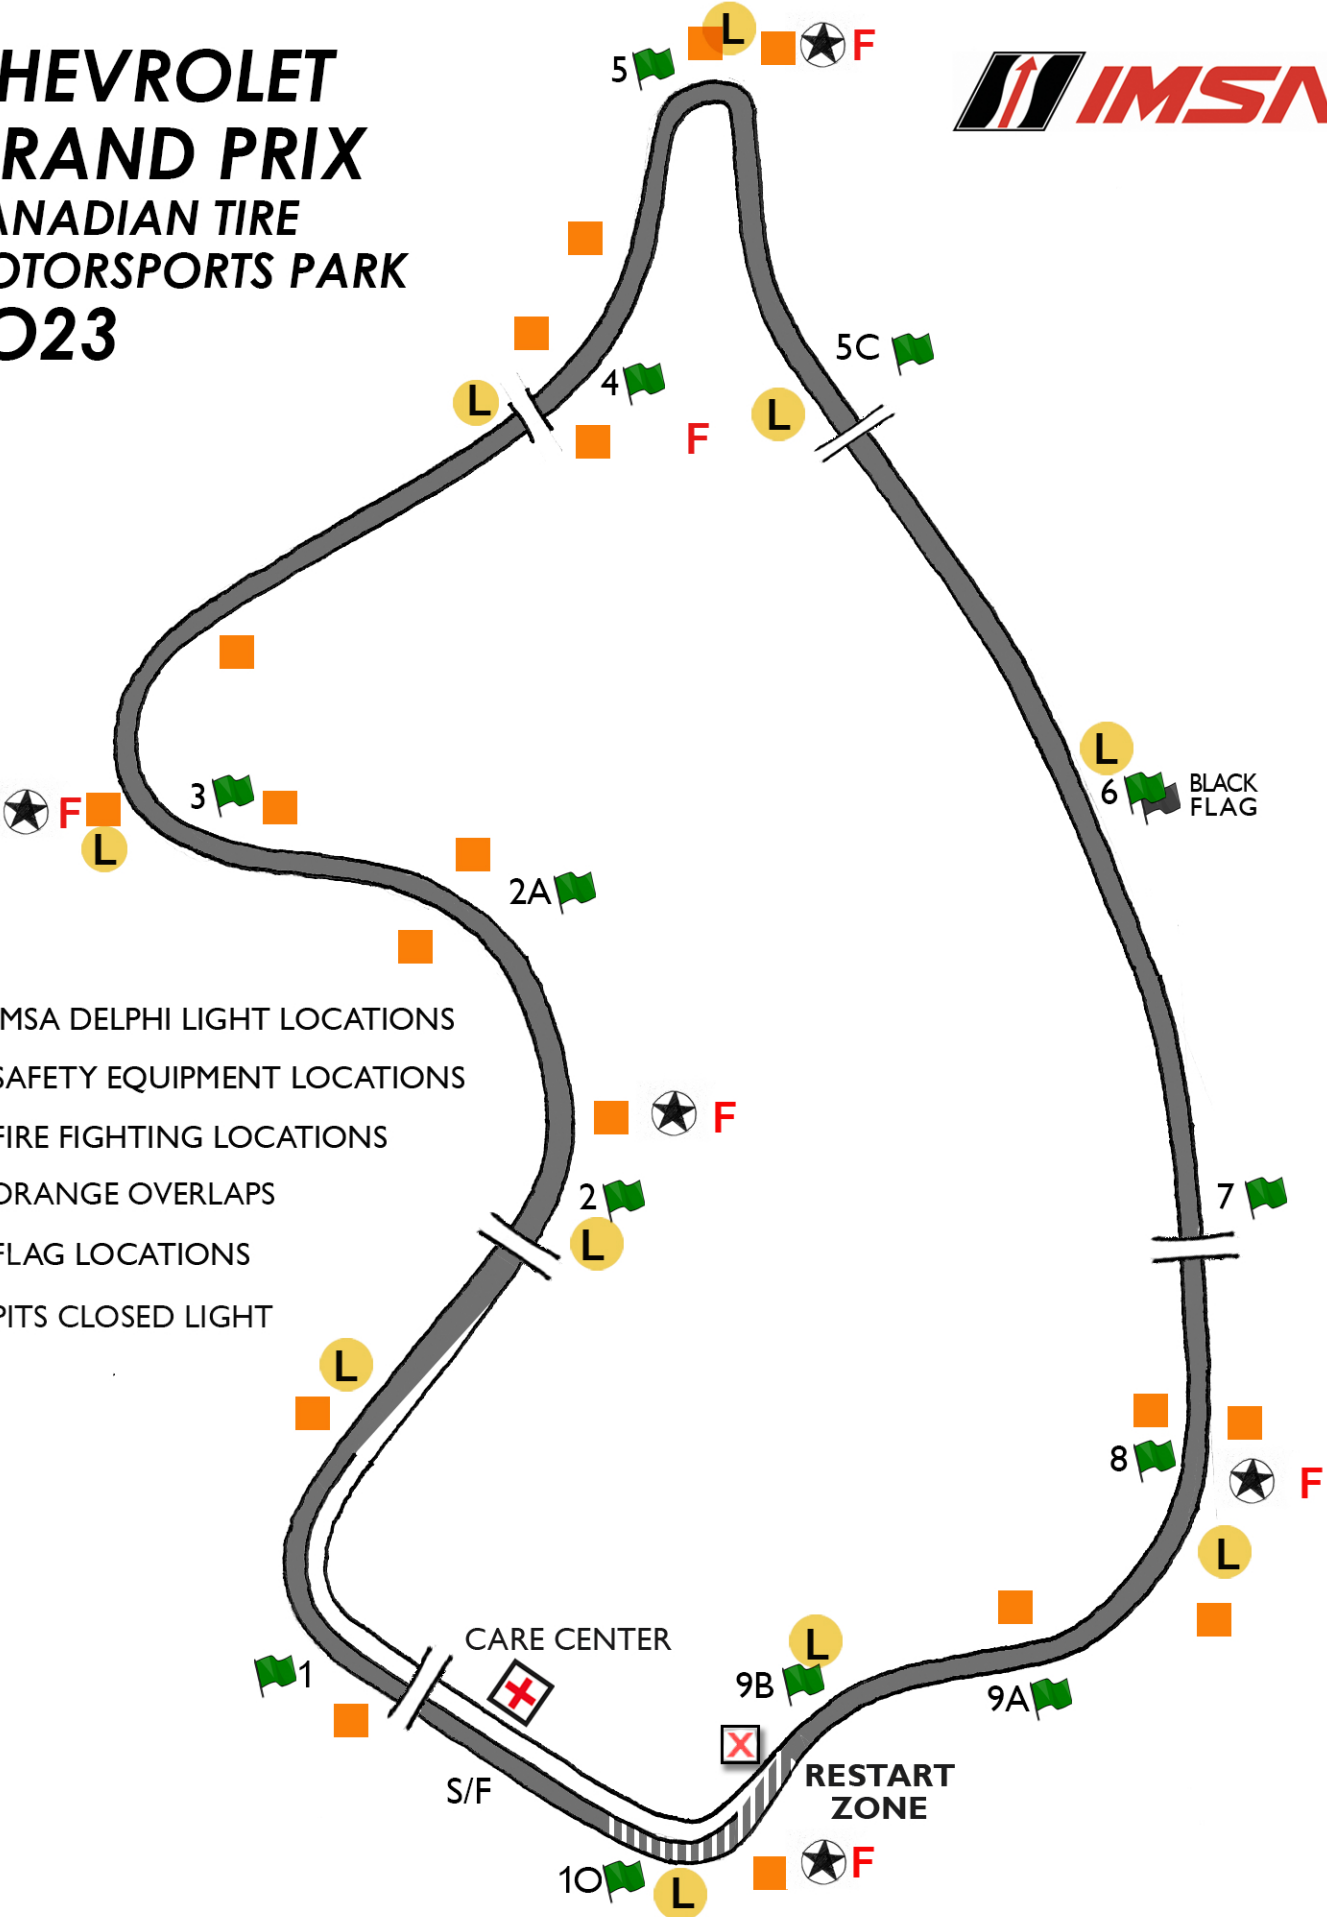 HEVROLET
RAND PRIX
ANADIAN TIRE
OTORSPORTS PARK
O23
IMSA
5
L
F
5C
L
4
L
F
L
6
BLACK
FLAG
3
F
L
2A
MSA DELPHI LIGHT LOCATIONS
SAFETY EQUIPMENT LOCATIONS
FIRE FIGHTING LOCATIONS
ORANGE OVERLAPS
FLAG LOCATIONS
PITS CLOSED LIGHT
F
2
L
7
L
8
F
L
1
CARE CENTER
L
9B
9A
X
S/F
RESTART
ZONE
10
L
F